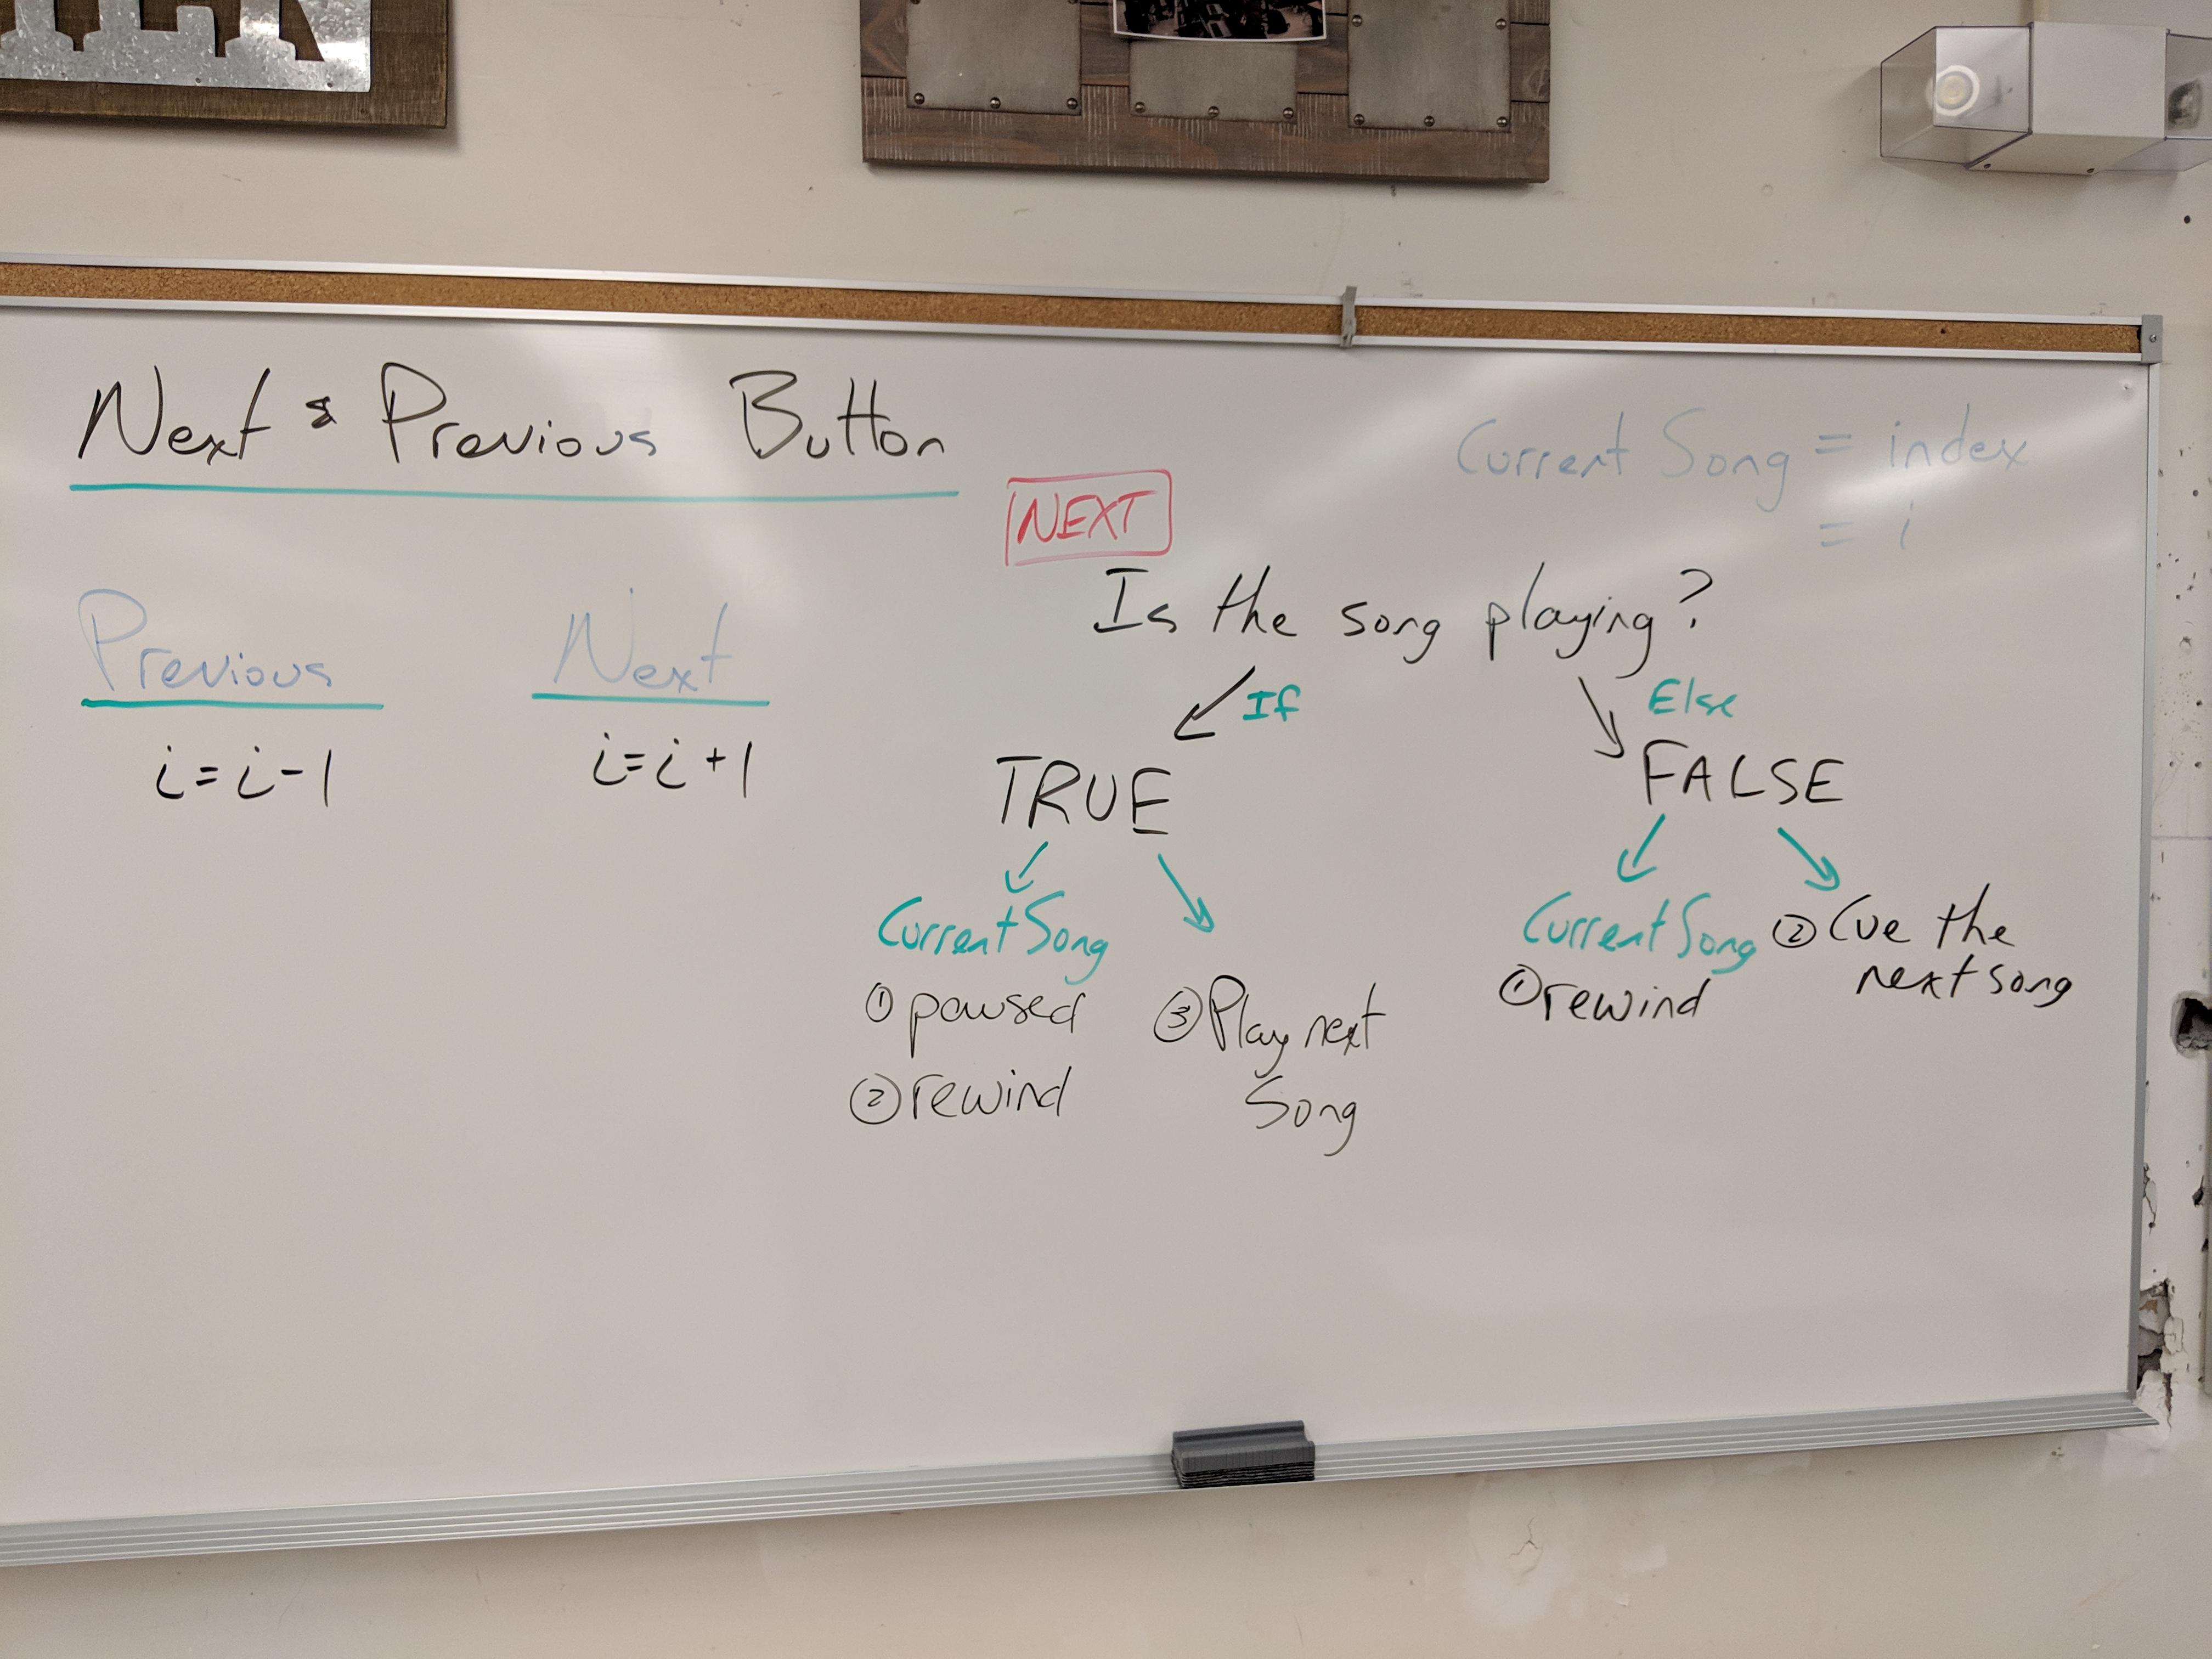 Next & Previous Button
Current Song = index
= i
NEXT
Previous
Next
i = i - 1
i = i + 1
Is the song playing?
If
Else
TRUE
FALSE
Current Song
① paused
② rewind
③ Play next
Song
Current Song
① rewind
② Cue the
next song